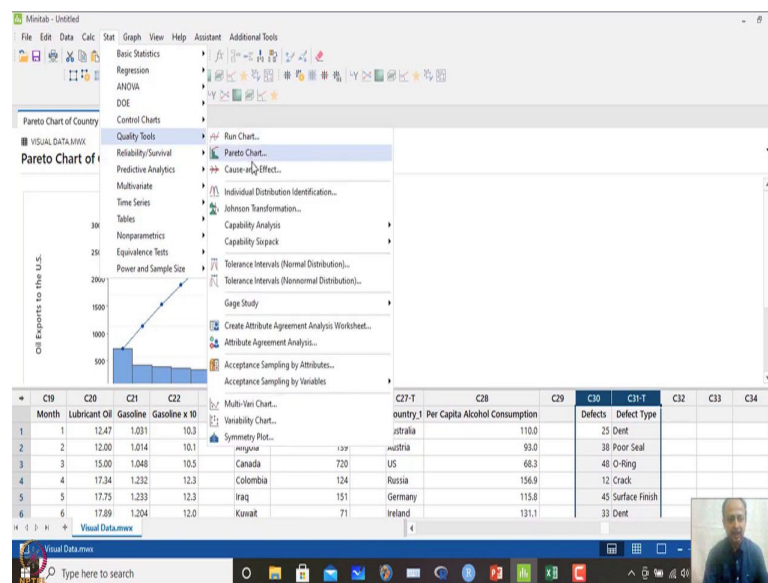 Minitab - Untitled
File Edit Data Calc Stat Graph View Help Assistant Additional Tools
Basic Statistics
Regression
ANOVA
DOE
Control Charts
Quality Tools
Reliability/Survival
Predictive Analytics
Multivariate
Time Series
Tables
Nonparametrics
Equivalence Tests
Power and Sample Size
Run Chart...
Pareto Chart...
Cause-and-Effect...
Individual Distribution Identification...
Johnson Transformation...
Capability Analysis
Capability Sixpack
Tolerance Intervals (Normal Distribution)...
Tolerance Intervals (Nonnormal Distribution)...
Gage Study
Create Attribute Agreement Analysis Worksheet...
Attribute Agreement Analysis...
Acceptance Sampling by Attributes...
Acceptance Sampling by Variables
Multi-Vari Chart...
Variability Chart...
Symmetry Plot...
Pareto Chart of Country
VISUAL DATA.MWX
Pareto Chart of
Oil Exports to the U.S.
300
250
2000
1500
1000
500
C19 C20 C21 C22 C27-T C28 C29 C30 C31-T C32 C33 C34
Month Lubricant Oil Gasoline Gasoline x 10 ountry_1 Per Capita Alcohol Consumption Defects Defect Type
1 1 12.47 1.031 10.3 ustralia 110.0 25 Dent
2 2 12.00 1.014 10.1 Angola 139 Austria 93.0 38 Poor Seal
3 3 15.00 1.048 10.5 Canada 720 US 68.3 48 O-Ring
4 4 17.34 1.232 12.3 Colombia 124 Russia 156.9 12 Crack
5 5 17.75 1.233 12.3 Iraq 151 Germany 115.8 45 Surface Finish
6 6 17.89 1.204 12.0 Kuwait 71 Ireland 131.1 33 Dent
Visual Data.mwx
Visual Data.mwx
Type here to search
NPTEL